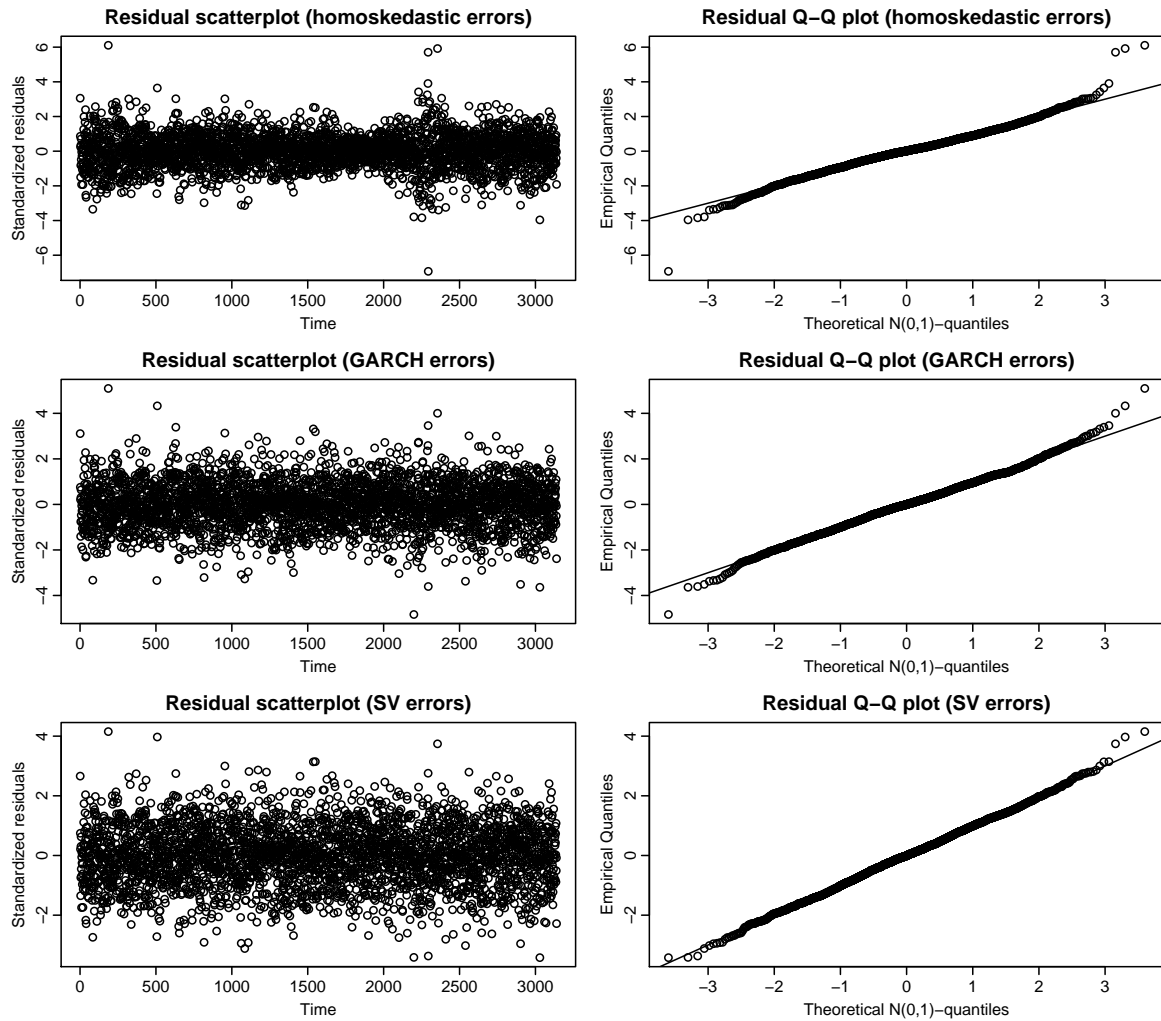 Residual scatterplot (homoskedastic errors)
Standardized residuals
6
4
2
0
−2
−4
−6
0 500 1000 1500 2000 2500 3000
Time
Residual Q−Q plot (homoskedastic errors)
Empirical Quantiles
6
4
2
0
−2
−4
−6
−3 −2 −1 0 1 2 3
Theoretical N(0,1)−quantiles
Residual scatterplot (GARCH errors)
Standardized residuals
4
2
0
−2
−4
0 500 1000 1500 2000 2500 3000
Time
Residual Q−Q plot (GARCH errors)
Empirical Quantiles
4
2
0
−2
−4
−3 −2 −1 0 1 2 3
Theoretical N(0,1)−quantiles
Residual scatterplot (SV errors)
Standardized residuals
4
2
0
−2
0 500 1000 1500 2000 2500 3000
Time
Residual Q−Q plot (SV errors)
Empirical Quantiles
4
2
0
−2
−3 −2 −1 0 1 2 3
Theoretical N(0,1)−quantiles